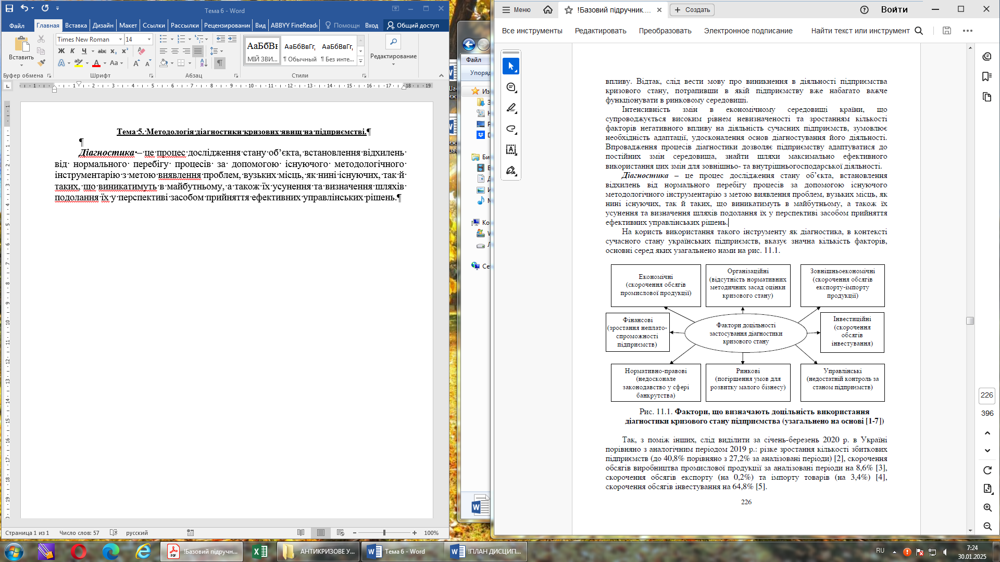 Тема 6 - Word
Файл
Главная
Вставка
Дизайн
Макет
Ссылки
Рассылки
Рецензировани
Вид
ABBYY FineRead
Помощн
Вход
Общий доступ
Times New Roman
14
Вставить
Буфер обмена
Шрифт
Абзац
АаБбВ
МІЙ ЗВИ...
АаБбВвГг,
¶ Обычный
АаБбВвГг,
¶ Без инте...
Стили
Редактирование
Тема 5. Методологія діагностики кризових явищ на підприємстві.¶
¶
Діагностика – це процес дослідження стану об’єкта, встановлення відхилень
від нормального перебігу процесів за допомогою існуючого методологічного
інструментарію з метою виявлення проблем, вузьких місць, як нині існуючих, так й
таких, що виникатимуть в майбутньому, а також їх усунення та визначення шляхів
подолання їх у перспективі засобом прийняття ефективних управлінських рішень.¶
Страница 1 из 1
Число слов: 57
русский
100%
Файл
Упоряд
Меню
!Базовий підручник....
Создать
Войти
Все инструменты
Редактировать
Преобразовать
Электронное подписание
Найти текст или инструмент
впливу. Відтак, слід вести мову про виникнення в діяльності підприємства
кризового стану, потрапивши в якій підприємству вже набагато важче
функціонувати в ринковому середовищі.
Інтенсивність змін в економічному середовищі країни, що
супроводжується високим рівнем невизначеності та зростанням кількості
факторів негативного впливу на діяльність сучасних підприємств, зумовлює
необхідність адаптації, удосконалення основ діагностування його діяльності.
Впровадження процесів діагностики дозволяє підприємству адаптуватися до
постійних змін середовища, знайти шляхи максимально ефективного
використання цих змін для зовнішньо- та внутрішньогосподарської діяльності.
Діагностика – це процес дослідження стану об’єкта, встановлення
відхилень від нормального перебігу процесів за допомогою існуючого
методологічного інструментарію з метою виявлення проблем, вузьких місць, як
нині існуючих, так й таких, що виникатимуть в майбутньому, а також їх
усунення та визначення шляхів подолання їх у перспективі засобом прийняття
ефективних управлінських рішень.
На користь використання такого інструменту як діагностика, в контексті
сучасного стану українських підприємств, вказує значна кількість факторів,
основні серед яких узагальнено нами на рис. 11.1.
Економічні
(скорочення обсягів
промислової продукції)
Організаційні
(відсутність нормативних
методичних засад оцінки
кризового стану)
Зовнішньоекономічні
(скорочення обсягів
експорту-імпорту
продукції)
Фінансові
(зростання неплато-
спроможності
підприємств)
Фактори доцільності
застосування діагностики
кризового стану
Інвестиційні
(скорочення
обсягів
інвестування)
Нормативно-правові
(недосконале
законодавство у сфері
банкрутства)
Ринкові
(погіршення умов для
розвитку малого бізнесу)
Управлінські
(недостатній контроль за
станом підприємств)
Рис. 11.1. Фактори, що визначають доцільність використання
діагностики кризового стану підприємства (узагальнено на основі [1-7])
Так, з поміж інших, слід виділити за січень-березень 2020 р. в Україні
порівняно з аналогічним періодом 2019 р.: різке зростання кількості збиткових
підприємств (до 40,8% порівняно з 27,2% за аналізовані періоди) [2], скорочення
обсягів виробництва промислової продукції за аналізовані періоди на 8,6% [3],
скорочення обсягів експорту (на 0,2%) та імпорту товарів (на 3,4%) [4],
скорочення обсягів інвестування на 64,8% [5].
226
226
396
!Базовий підручн...
АНТИКРИЗОВЕ У...
Тема 6 - Word
!ПЛАН ДИСЦИП...
RU
7:24
30.01.2025